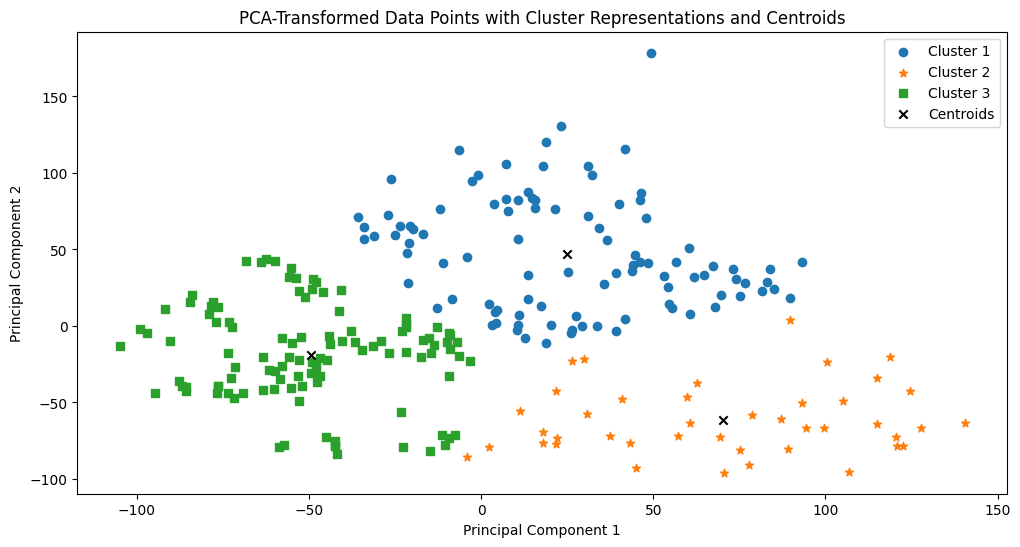 PCA-Transformed Data Points with Cluster Representations and Centroids
Cluster 1
Cluster 2
Cluster 3
Centroids
Principal Component 2
150
100
50
0
−50
−100
−100
−50
0
50
100
150
Principal Component 1